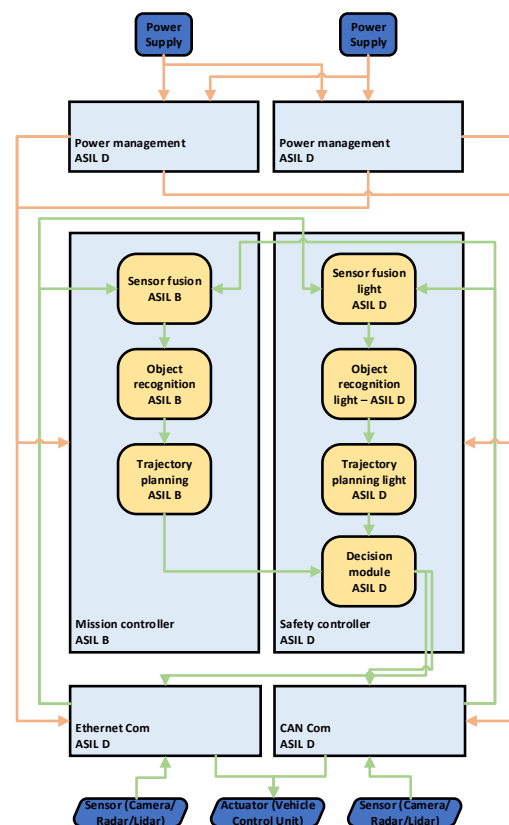 Power
Supply
Power
Supply
Power management
ASIL D
Power management
ASIL D
Sensor fusion
ASIL B
Sensor fusion
light
ASIL D
Object
recognition
ASIL B
Object
recognition
light – ASIL D
Trajectory
planning
ASIL B
Trajectory
planning light
ASIL D
Decision
module
ASIL D
Mission controller
ASIL B
Safety controller
ASIL D
Ethernet Com
ASIL D
CAN Com
ASIL D
Sensor (Camera/
Radar/Lidar)
Actuator (Vehicle
Control Unit)
Sensor (Camera/
Radar/Lidar)